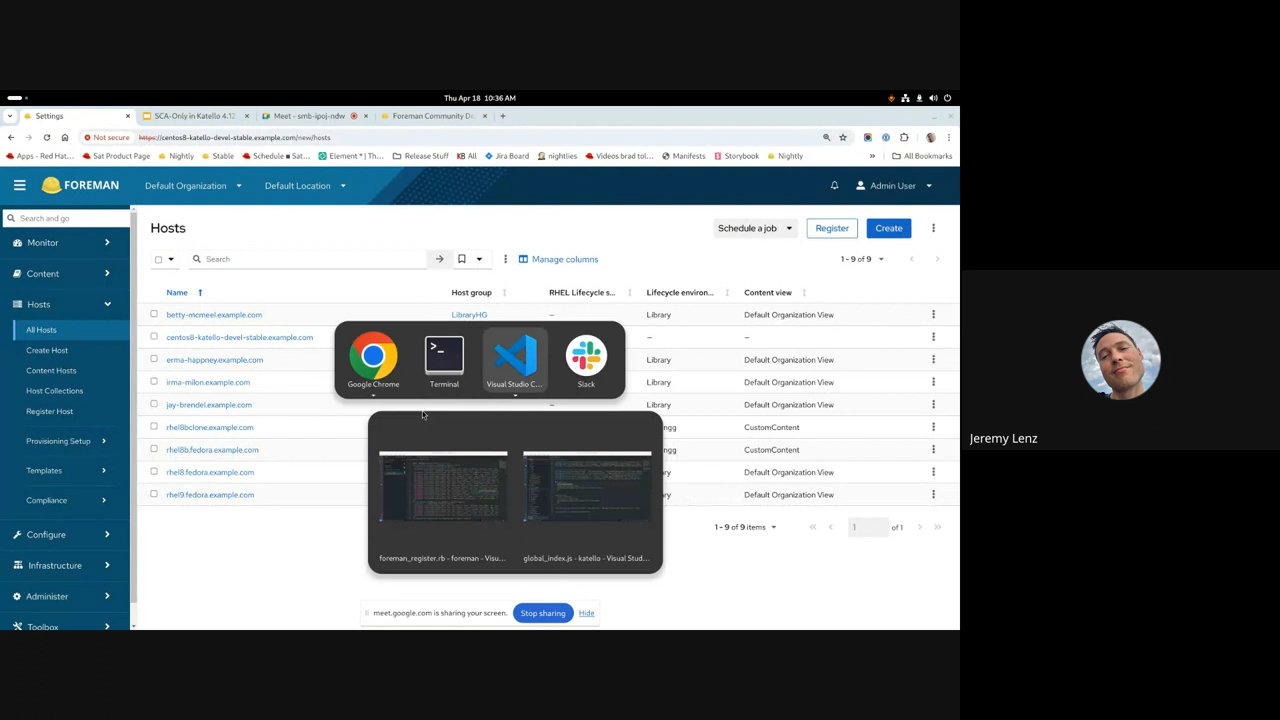 Thu Apr 18 10:36 AM
Settings
SCA-Only in Katello 4.12
Meet - smb-ipoj-ndw
Foreman Community De
Not secure
https://centos8-katello-devel-stable.example.com/new/hosts
Apps - Red Hat...
Sat Product Page
Nightly
Stable
Schedule ■ Sat...
Element * | Th...
Release Stuff
KB All
Jira Board
nightlies
Videos brad tol...
Manifests
Storybook
Nightly
»
All Bookmarks
FOREMAN
Default Organization
Default Location
Admin User
Search and go
Monitor
Content
Hosts
All Hosts
Create Host
Content Hosts
Host Collections
Register Host
Provisioning Setup
Templates
Compliance
Configure
Infrastructure
Administer
Toolbox
Hosts
Schedule a job
Register
Create
Search
Manage columns
1 - 9 of 9
Name
Host group
RHEL Lifecycle s...
Lifecycle environ...
Content view
betty-mcmeel.example.com
LibraryHG
–
Library
Default Organization View
centos8-katello-devel-stable.example.com
–
–
erma-happney.example.com
Library
Default Organization View
irma-milon.example.com
Library
Default Organization View
jay-brendel.example.com
–
Library
Default Organization View
rhel8bclone.example.com
ngg
CustomContent
rhel8b.fedora.example.com
ngg
CustomContent
rhel8.fedora.example.com
ry
Default Organization View
rhel9.fedora.example.com
ry
Default Organization View
1 - 9 of 9 items
1
of 1
Google Chrome
Terminal
Visual Studio C...
Slack
foreman_register.rb - foreman - Visu...
global_index.js - katello - Visual Stud...
meet.google.com is sharing your screen.
Stop sharing
Hide
Jeremy Lenz